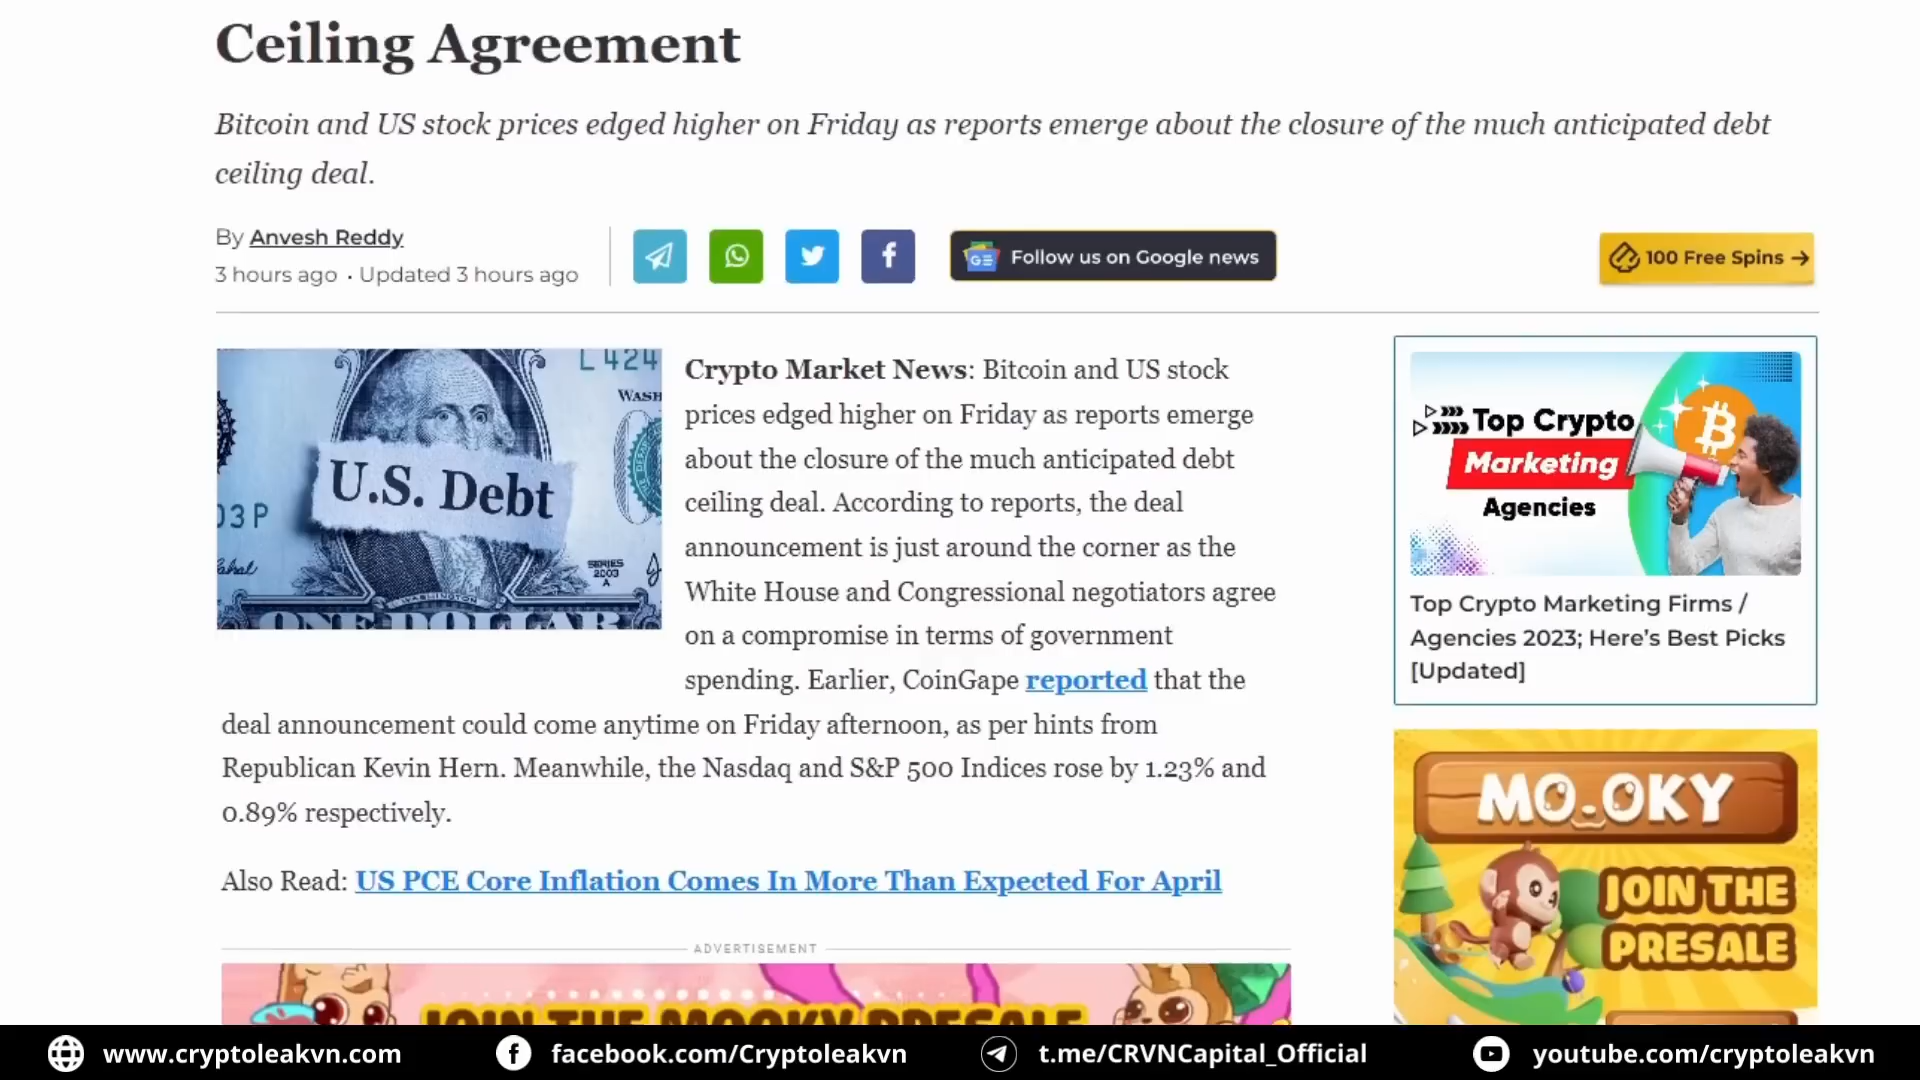 Ceiling Agreement
Bitcoin and US stock prices edged higher on Friday as reports emerge about the closure of the much anticipated debt
ceiling deal.
By Anvesh Reddy
3 hours ago • Updated 3 hours ago
Follow us on Google news
100 Free Spins →
L 424
WASH
U.S. Debt
03 P
SERIES
2003
A
WASHINGTON
ONE DOLLAR
Crypto Market News: Bitcoin and US stock
prices edged higher on Friday as reports emerge
about the closure of the much anticipated debt
ceiling deal. According to reports, the deal
announcement is just around the corner as the
White House and Congressional negotiators agree
on a compromise in terms of government
spending. Earlier, CoinGape reported that the
deal announcement could come anytime on Friday afternoon, as per hints from
Republican Kevin Hern. Meanwhile, the Nasdaq and S&P 500 Indices rose by 1.23% and
0.89% respectively.
Also Read: US PCE Core Inflation Comes In More Than Expected For April
ADVERTISEMENT
JOIN THE MOOKY PRESALE
Top Crypto
Marketing
Agencies
Top Crypto Marketing Firms /
Agencies 2023; Here's Best Picks
[Updated]
MO_OKY
JOIN THE
PRESALE
www.cryptoleakvn.com
facebook.com/Cryptoleakvn
t.me/CRVNCapital_Official
youtube.com/cryptoleakvn